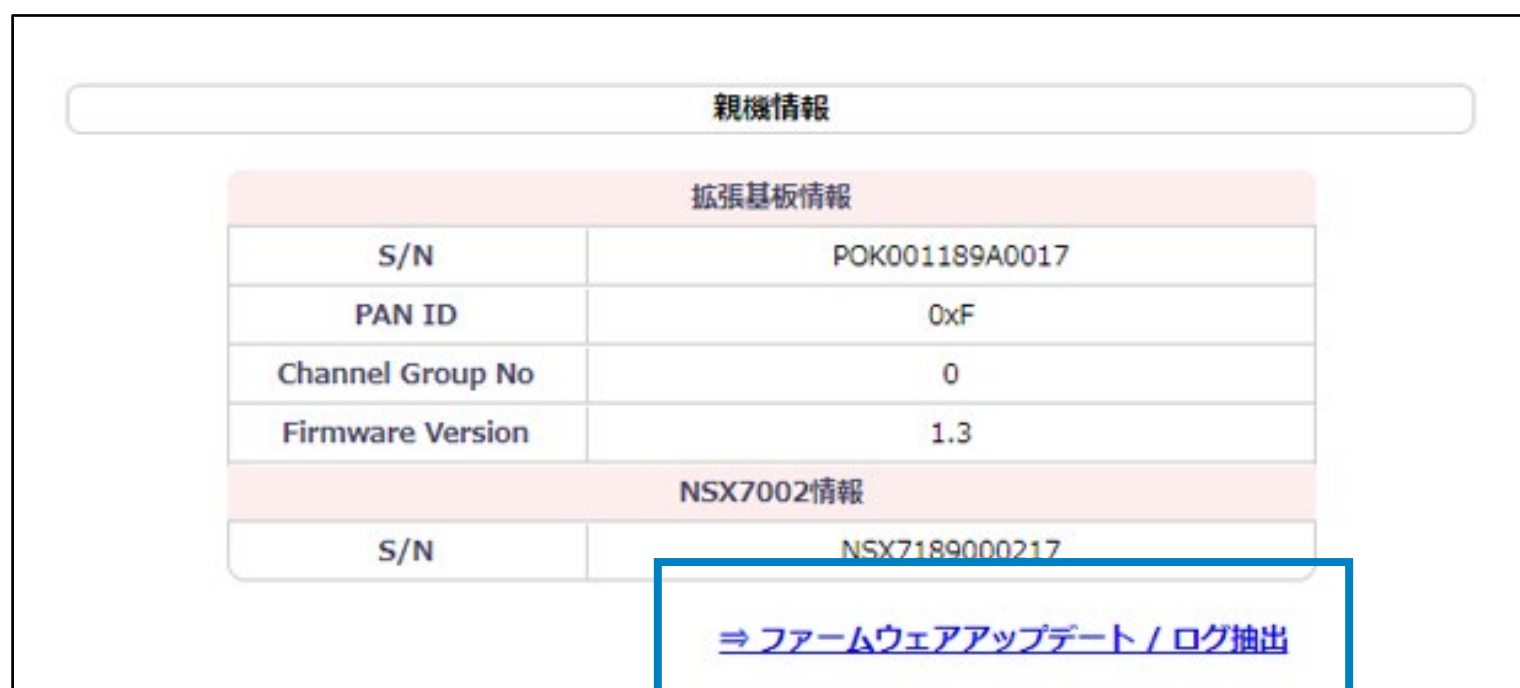 親機情報
拡張基板情報
S/N POK001189A0017
PAN ID 0xF
Channel Group No 0
Firmware Version 1.3
NSX7002情報
S/N NSX7189000217
⇒ ファームウェアアップデート / ログ抽出